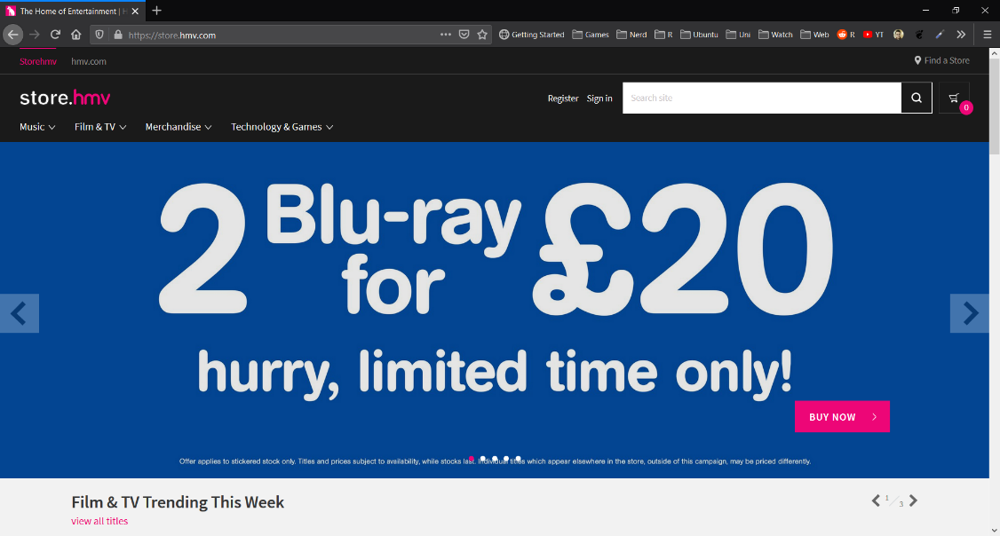 The Home of Entertainment | H
https://store.hmv.com
Getting Started Games Nerd R Ubuntu Uni Watch Web R YT
Storehmv hmv.com Find a Store
store.hmv
Register Sign in Search site 0
Music Film & TV Merchandise Technology & Games
2 Blu-ray for £20
hurry, limited time only!
BUY NOW
Offer applies to stickered stock only. Titles and prices subject to availability, while stocks last. Individual titles which appear elsewhere in the store, outside of this campaign, may be priced differently.
Film & TV Trending This Week 1/3
view all titles